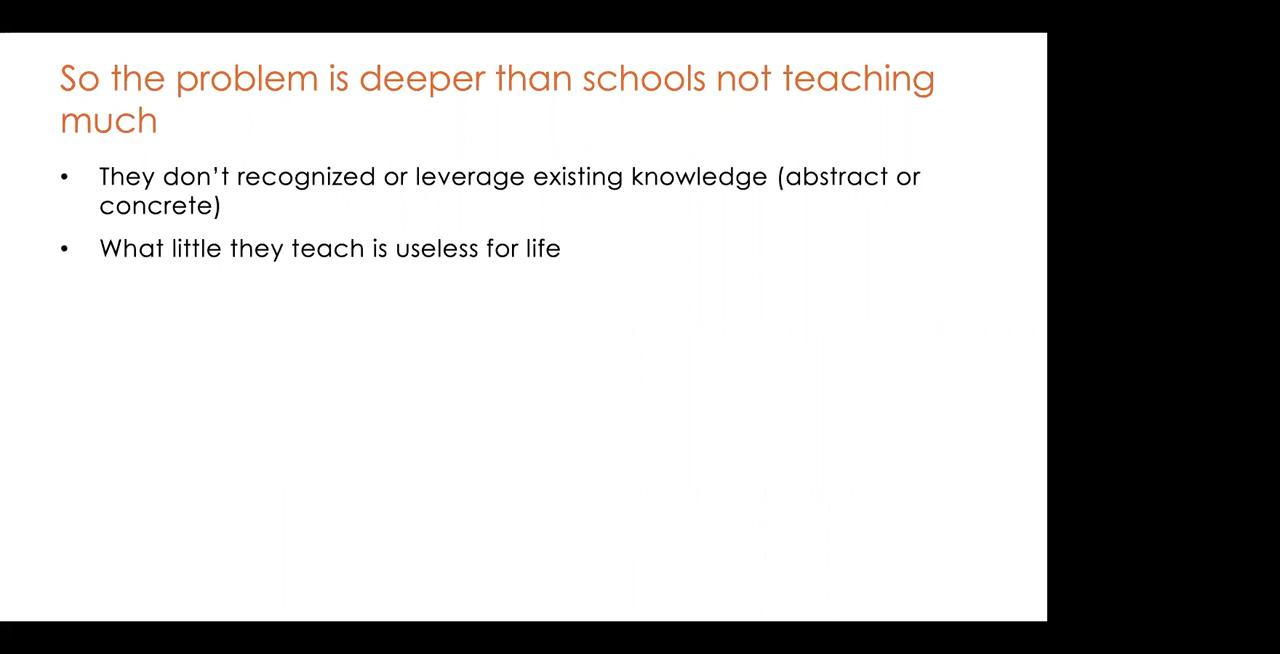 So the problem is deeper than schools not teaching
much
• They don't recognized or leverage existing knowledge (abstract or
concrete)
• What little they teach is useless for life